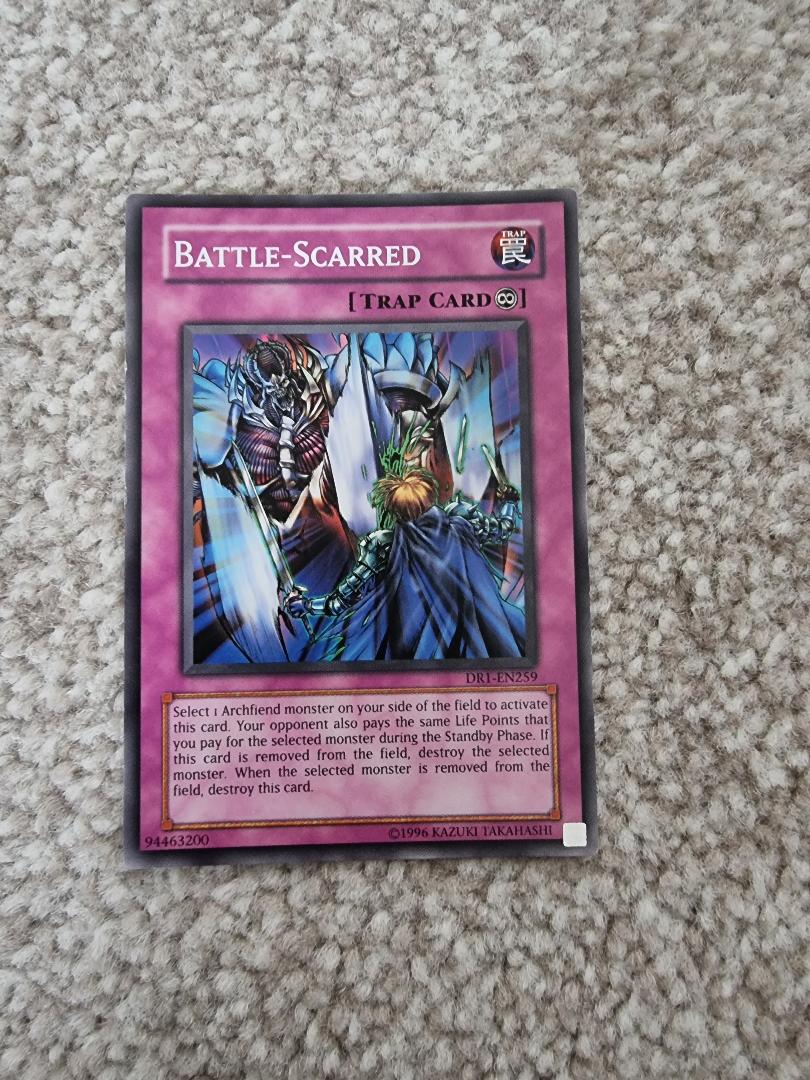 BATTLE-SCARRED
TRAP
罠
[TRAP CARD∞]
DR1-EN259
Select 1 Archfiend monster on your side of the field to activate
this card. Your opponent also pays the same Life Points that
you pay for the selected monster during the Standby Phase. If
this card is removed from the field, destroy the selected
monster. When the selected monster is removed from the
field, destroy this card.
94463200
©1996 KAZUKI TAKAHASHI